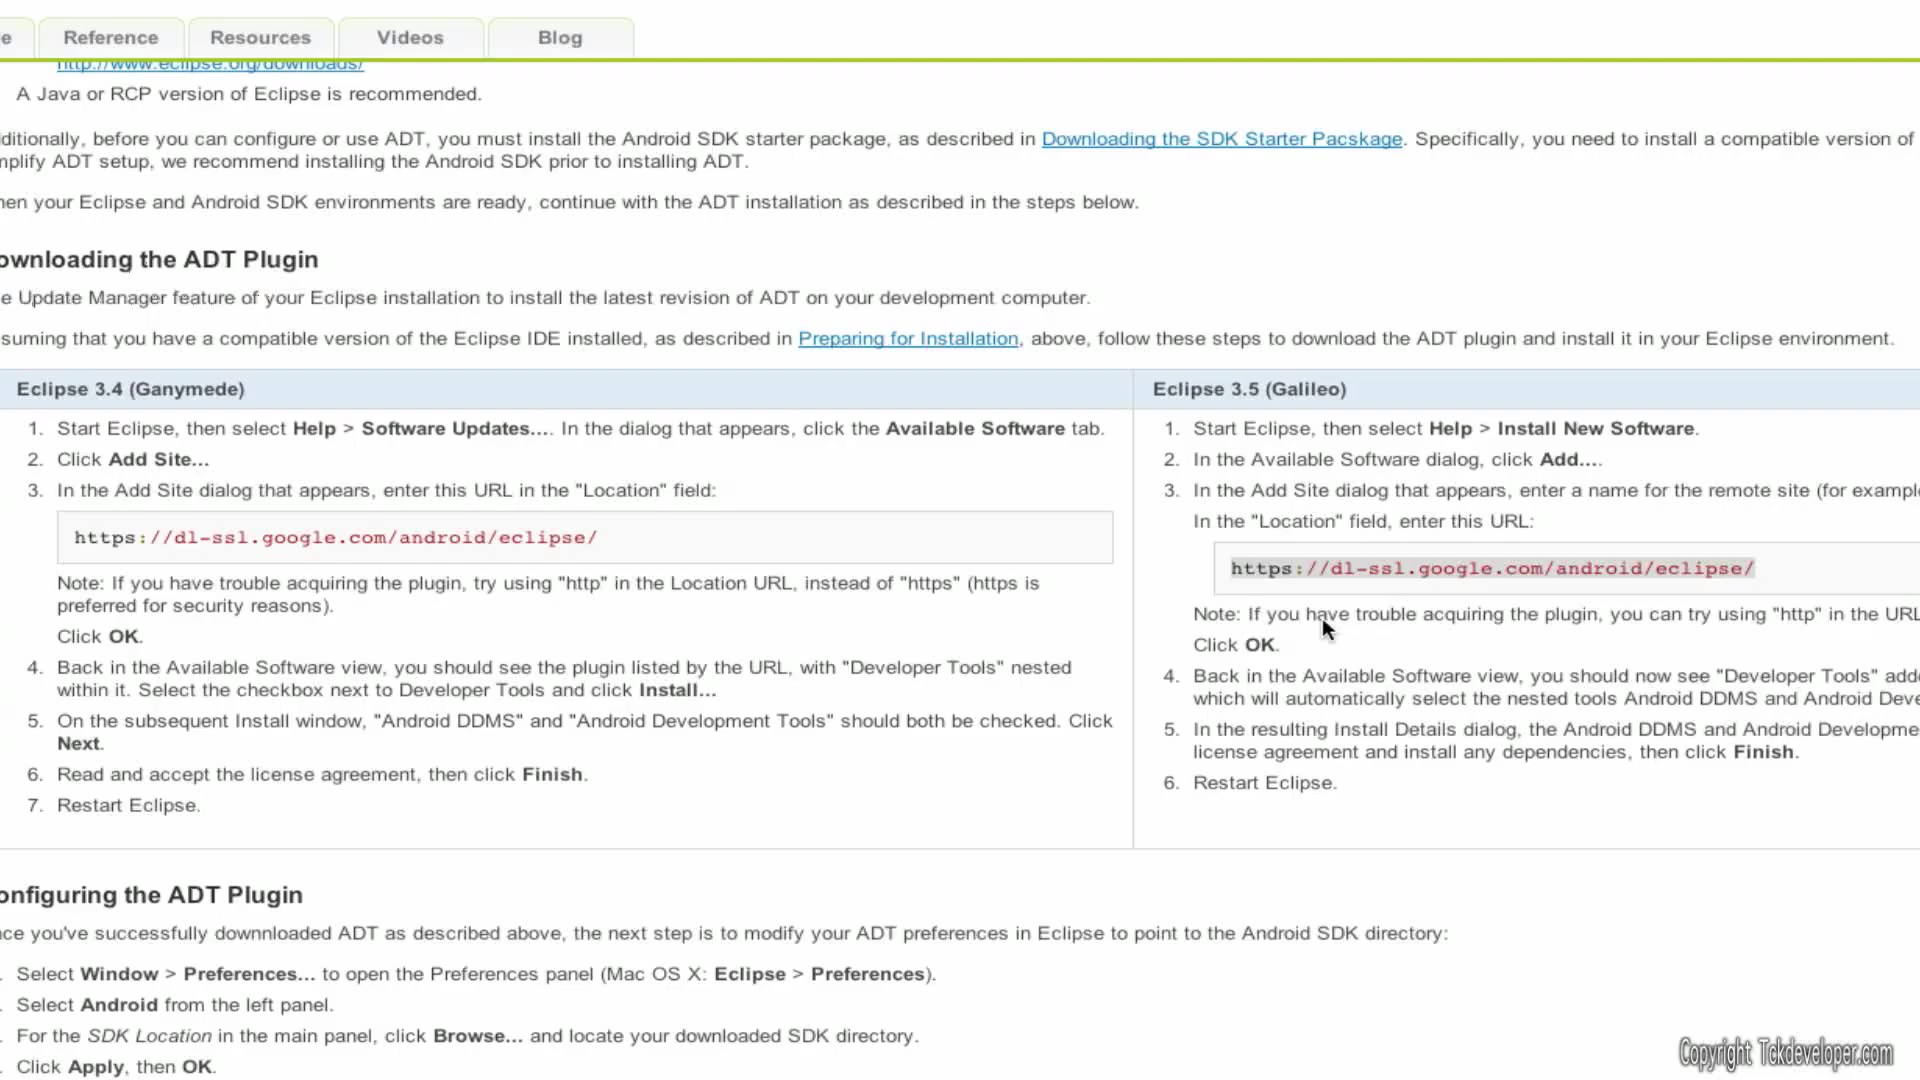 e Reference Resources Videos Blog
http://www.eclipse.org/downloads/
A Java or RCP version of Eclipse is recommended.
ditionally, before you can configure or use ADT, you must install the Android SDK starter package, as described in Downloading the SDK Starter Pacskage. Specifically, you need to install a compatible version of
mplify ADT setup, we recommend installing the Android SDK prior to installing ADT.
hen your Eclipse and Android SDK environments are ready, continue with the ADT installation as described in the steps below.
ownloading the ADT Plugin
e Update Manager feature of your Eclipse installation to install the latest revision of ADT on your development computer.
suming that you have a compatible version of the Eclipse IDE installed, as described in Preparing for Installation, above, follow these steps to download the ADT plugin and install it in your Eclipse environment.
Eclipse 3.4 (Ganymede)
1. Start Eclipse, then select Help > Software Updates.... In the dialog that appears, click the Available Software tab.
2. Click Add Site...
3. In the Add Site dialog that appears, enter this URL in the "Location" field:
https://dl-ssl.google.com/android/eclipse/
Note: If you have trouble acquiring the plugin, try using "http" in the Location URL, instead of "https" (https is
preferred for security reasons).
Click OK.
4. Back in the Available Software view, you should see the plugin listed by the URL, with "Developer Tools" nested
within it. Select the checkbox next to Developer Tools and click Install...
5. On the subsequent Install window, "Android DDMS" and "Android Development Tools" should both be checked. Click
Next.
6. Read and accept the license agreement, then click Finish.
7. Restart Eclipse.
Eclipse 3.5 (Galileo)
1. Start Eclipse, then select Help > Install New Software.
2. In the Available Software dialog, click Add....
3. In the Add Site dialog that appears, enter a name for the remote site (for exampl
In the "Location" field, enter this URL:
https://dl-ssl.google.com/android/eclipse/
Note: If you have trouble acquiring the plugin, you can try using "http" in the URL
Click OK.
4. Back in the Available Software view, you should now see "Developer Tools" add
which will automatically select the nested tools Android DDMS and Android Deve
5. In the resulting Install Details dialog, the Android DDMS and Android Developme
license agreement and install any dependencies, then click Finish.
6. Restart Eclipse.
onfiguring the ADT Plugin
ce you've successfully downnloaded ADT as described above, the next step is to modify your ADT preferences in Eclipse to point to the Android SDK directory:
. Select Window > Preferences... to open the Preferences panel (Mac OS X: Eclipse > Preferences).
. Select Android from the left panel.
. For the SDK Location in the main panel, click Browse... and locate your downloaded SDK directory.
. Click Apply, then OK.
Copyright Tckdeveloper.com